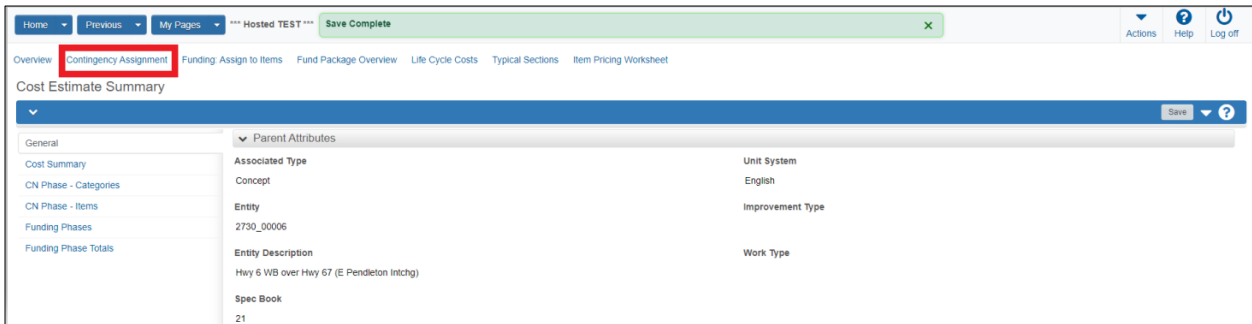 Home Previous My Pages *** Hosted TEST *** Save Complete × Actions Help Log off
Overview Contingency Assignment Funding: Assign to Items Fund Package Overview Life Cycle Costs Typical Sections Item Pricing Worksheet
Cost Estimate Summary
Save ?
General
Parent Attributes
Cost Summary
CN Phase - Categories
CN Phase - Items
Funding Phases
Funding Phase Totals
Associated Type
Concept
Unit System
English
Entity
2730_00006
Improvement Type
Entity Description
Hwy 6 WB over Hwy 67 (E Pendleton Intchg)
Work Type
Spec Book
21